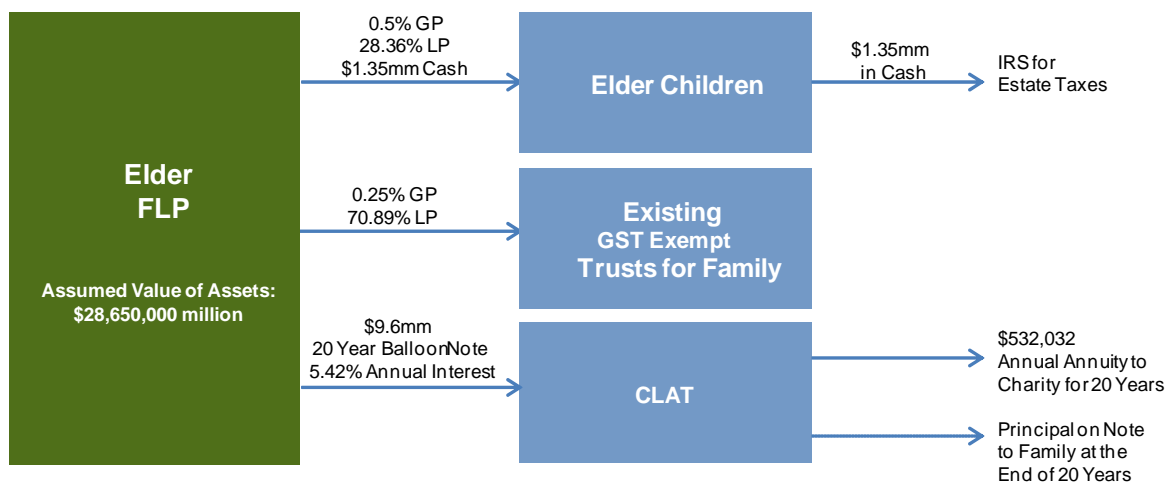 Elder
FLP
Assumed Value of Assets:
$28,650,000 million
0.5% GP
28.36% LP
$1.35mm Cash
Elder Children
$1.35mm
in Cash
IRS for
Estate Taxes
0.25% GP
70.89% LP
Existing
GST Exempt
Trusts for Family
$9.6mm
20 Year Balloon Note
5.42% Annual Interest
CLAT
$532,032
Annual Annuity to
Charity for 20 Years
Principal on Note
to Family at the
End of 20 Years